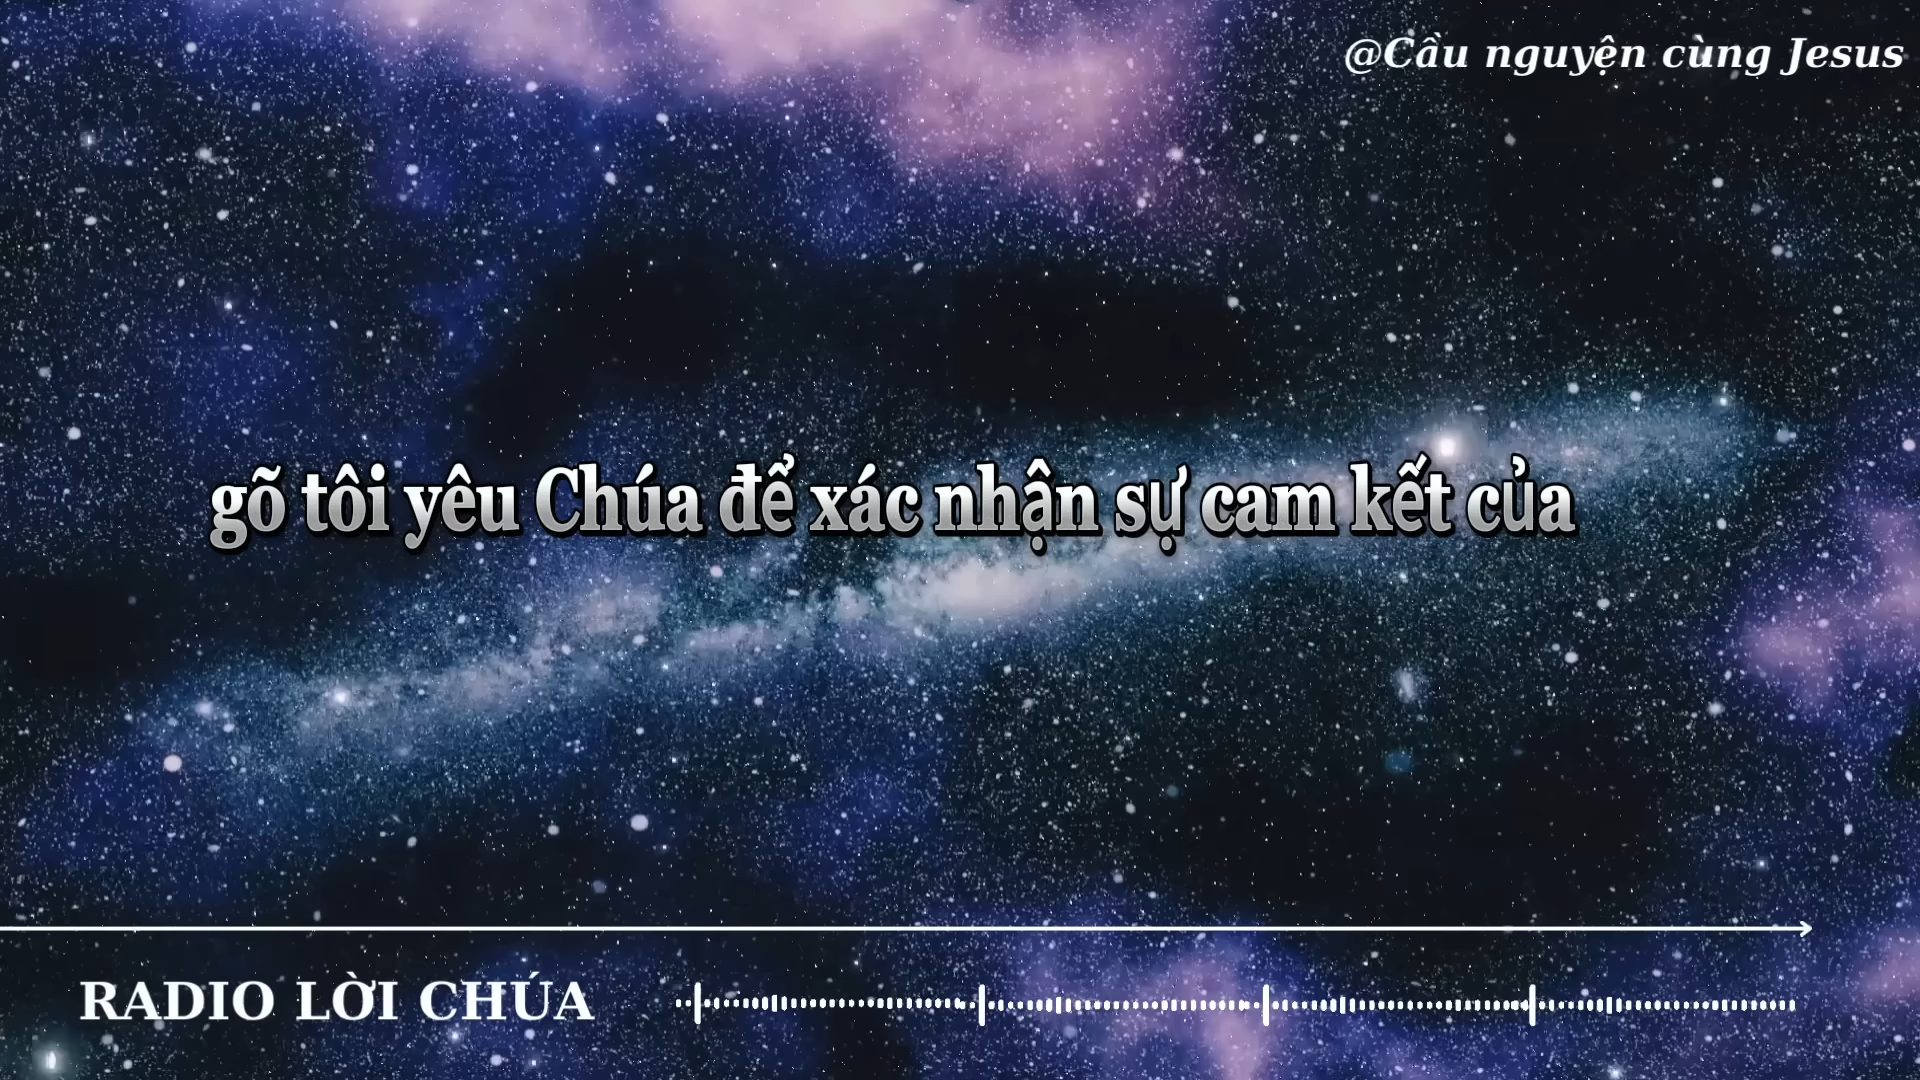 @Cầu nguyện cùng Jesus
gõ tôi yêu Chúa để xác nhận sự cam kết của
RADIO LỜI CHÚA